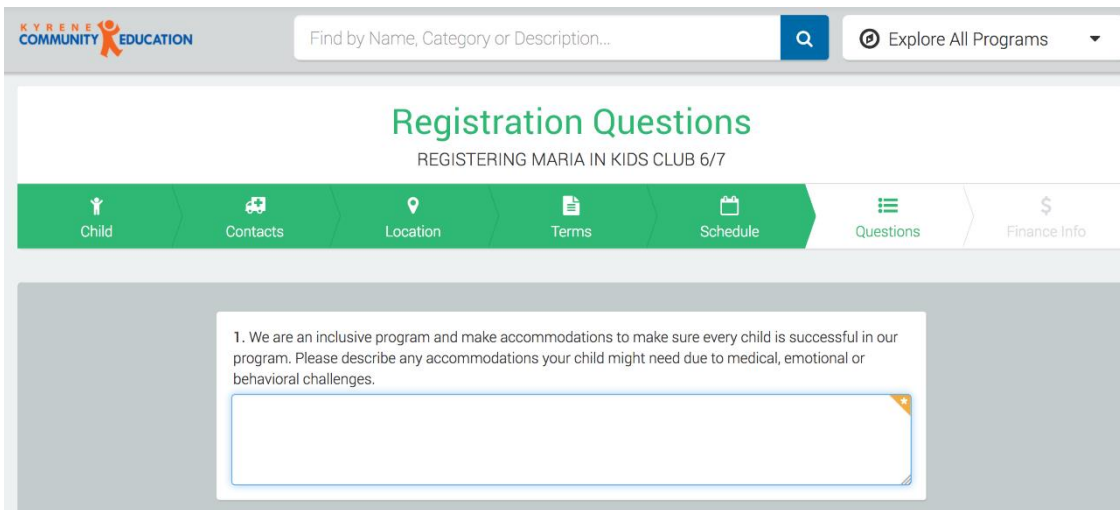 KYRENE
COMMUNITY EDUCATION
Find by Name, Category or Description...
Explore All Programs
Registration Questions
REGISTERING MARIA IN KIDS CLUB 6/7
Child
Contacts
Location
Terms
Schedule
Questions
Finance Info
1. We are an inclusive program and make accommodations to make sure every child is successful in our
program. Please describe any accommodations your child might need due to medical, emotional or
behavioral challenges.